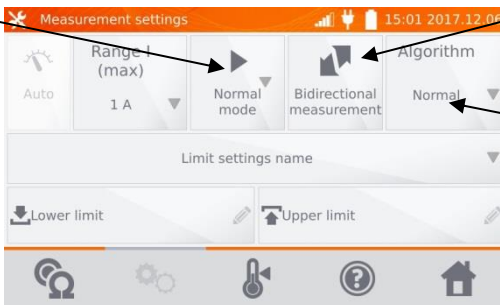 Measurement settings
15:01 2017.12.06
Auto
Range I
(max)
1 A
Normal
mode
Bidirectional
measurement
Algorithm
Normal
Limit settings name
Lower limit
Upper limit